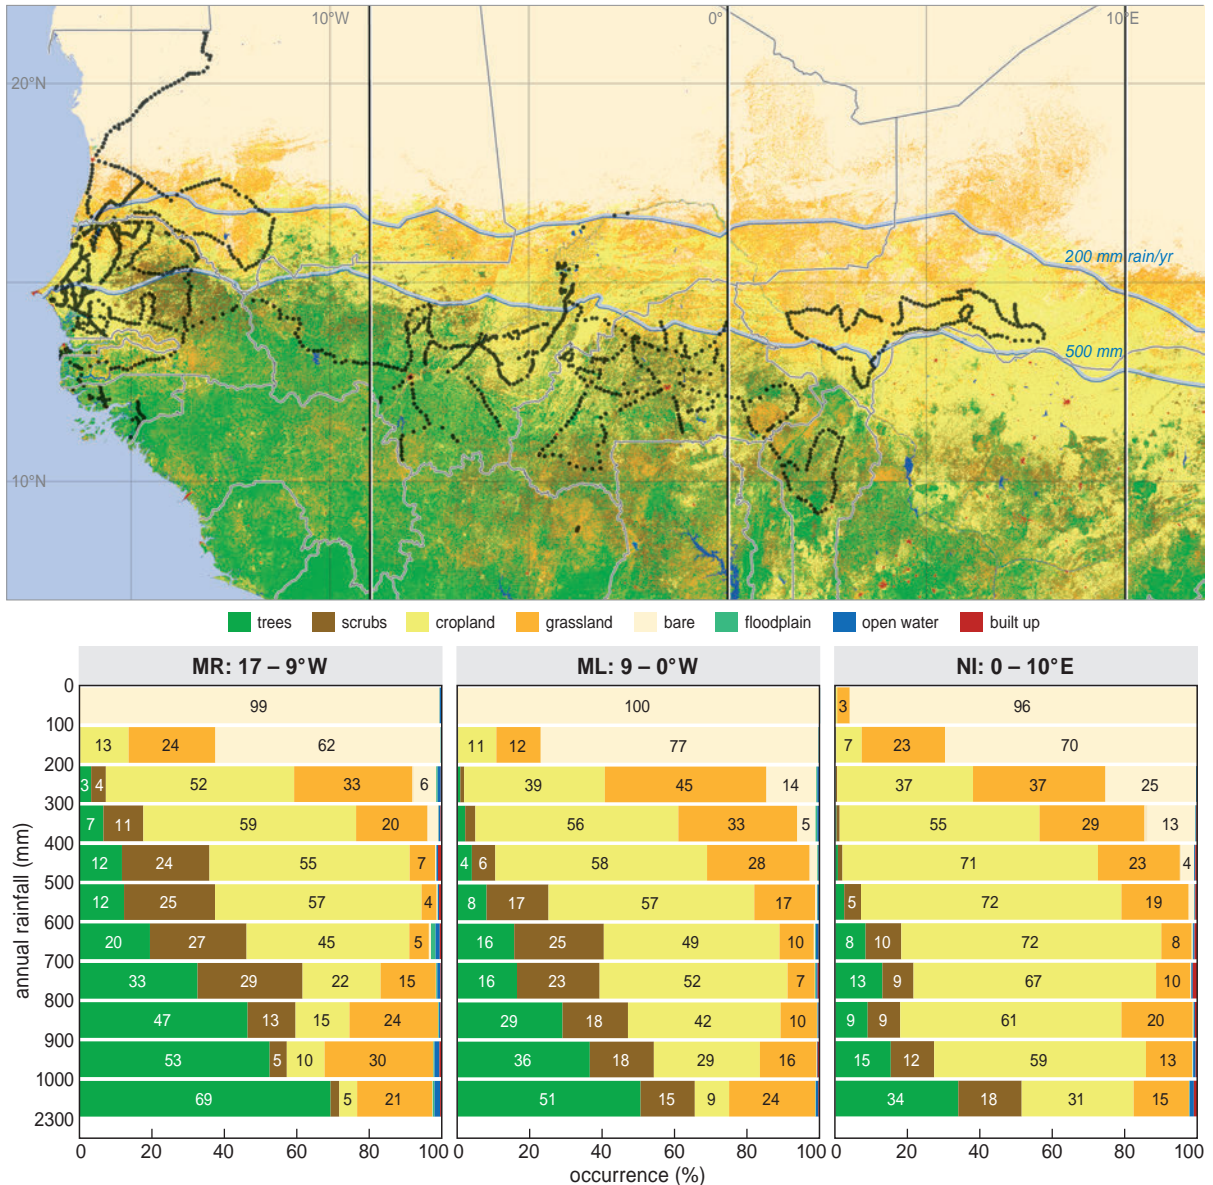 10°W 0° 10°E
20°N
200 mm rain/yr
500 mm
10°N
trees scrubs cropland grassland bare floodplain open water built up
MR: 17 – 9°W ML: 9 – 0°W NI: 0 – 10°E
0
99 100 3 96
100
13 24 62 11 12 77 7 23 70
200
3 4 52 33 6 39 45 14 37 37 25
300
7 11 59 20 56 33 5 55 29 13
400
12 24 55 7 4 6 58 28 71 23 4
500
12 25 57 4 8 17 57 17 5 72 19
600
20 27 45 5 16 25 49 10 8 10 72 8
700
33 29 22 15 16 23 52 7 13 9 67 10
800
47 13 15 24 29 18 42 10 9 9 61 20
900
53 5 10 30 36 18 29 16 15 12 59 13
1000
69 5 21 51 15 9 24 34 18 31 15
2300
annual rainfall (mm)
0 20 40 60 80 100 0 20 40 60 80 100 0 20 40 60 80 100
occurrence (%)